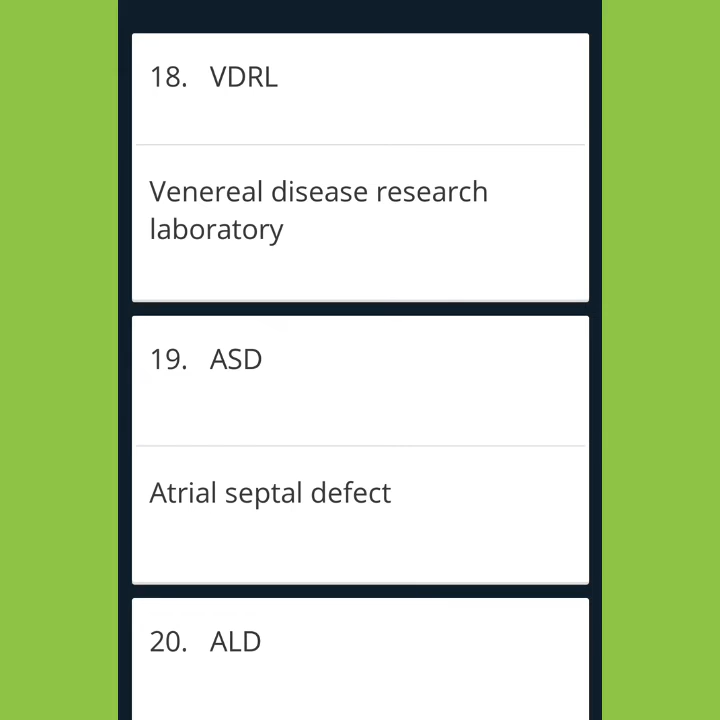 18. VDRL
Venereal disease research
laboratory
19. ASD
Atrial septal defect
20. ALD